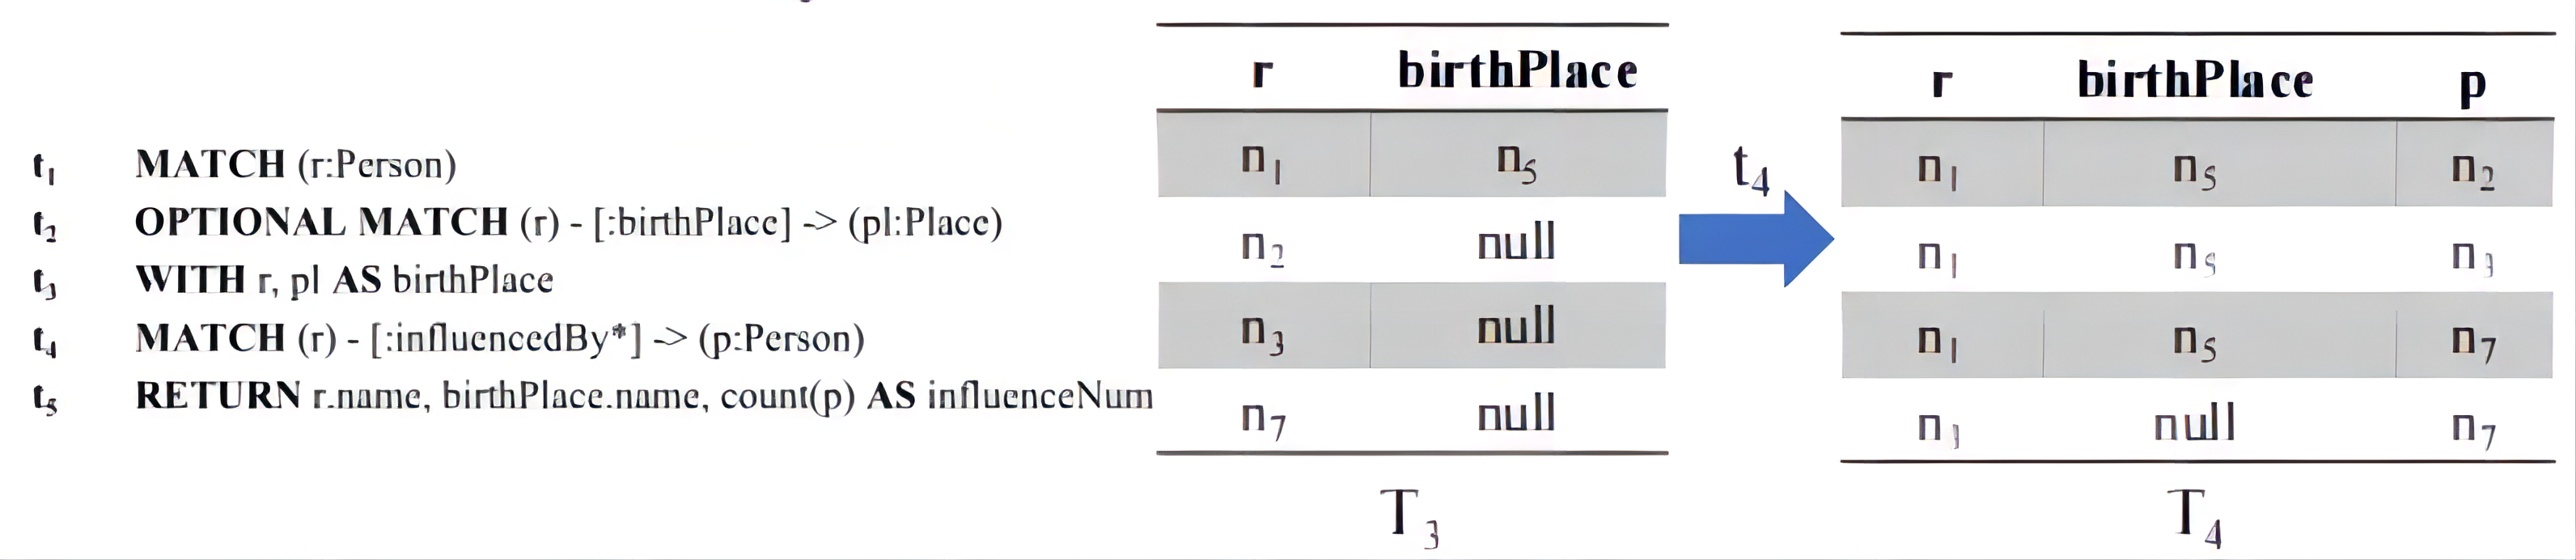 t₁ MATCH (r:Person)
t₂ OPTIONAL MATCH (r) - [:birthPlace] -> (pl:Place)
t₃ WITH r, pl AS birthPlace
t₄ MATCH (r) - [:influencedBy*] -> (p:Person)
t₅ RETURN r.name, birthPlace.name, count(p) AS influenceNum
r birthPlace
n₁ n₅
n₂ null
n₃ null
n₇ null
T₃
t₄
r birthPlace p
n₁ n₅ n₂
n₁ n₅ n₃
n₁ n₅ n₇
n₃ null n₇
T₄